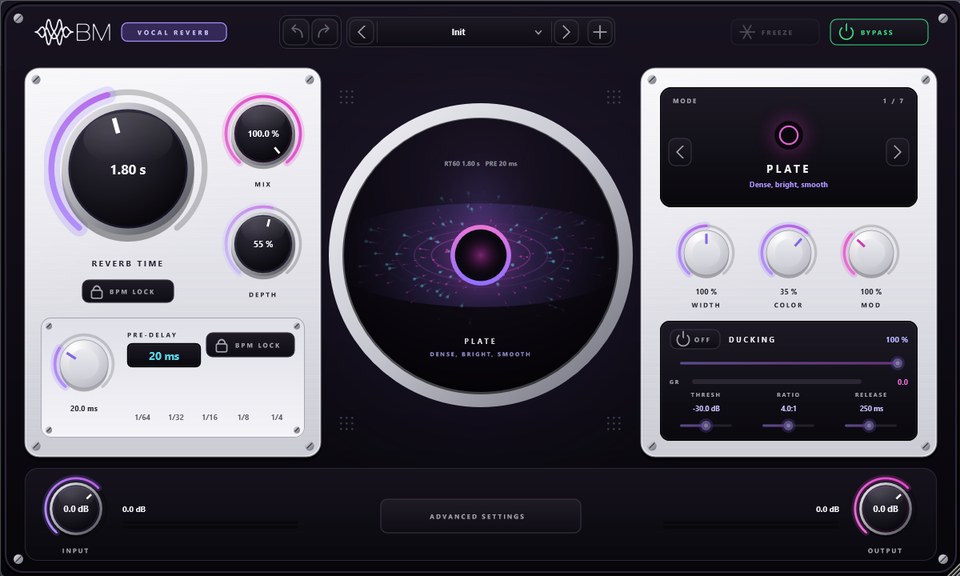 BM
VOCAL REVERB
Init
FREEZE
BYPASS
1.80 s
REVERB TIME
BPM LOCK
100.0 %
MIX
55 %
DEPTH
PRE-DELAY
20 ms
BPM LOCK
20.0 ms
1/64 1/32 1/16 1/8 1/4
RT60 1.80 s PRE 20 ms
PLATE
DENSE, BRIGHT, SMOOTH
MODE 1 / 7
PLATE
Dense, bright, smooth
100 % 35 % 100 %
WIDTH COLOR MOD
OFF DUCKING 100 %
GR 0.0
THRESH RATIO RELEASE
-30.0 dB 4.0:1 250 ms
0.0 dB
INPUT
0.0 dB
ADVANCED SETTINGS
0.0 dB
0.0 dB
OUTPUT